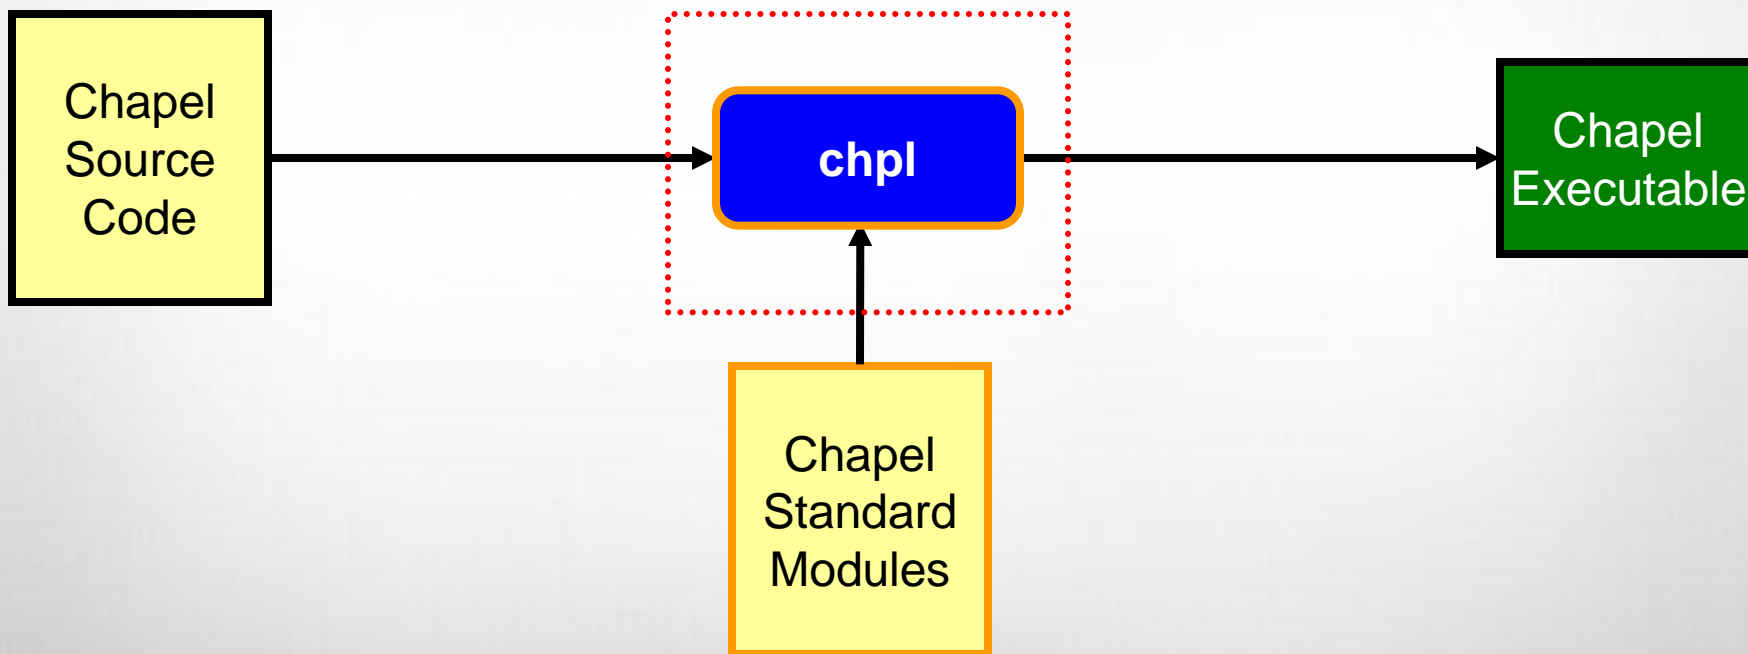 Chapel
Source
Code
chpl
Chapel
Executable
Chapel
Standard
Modules